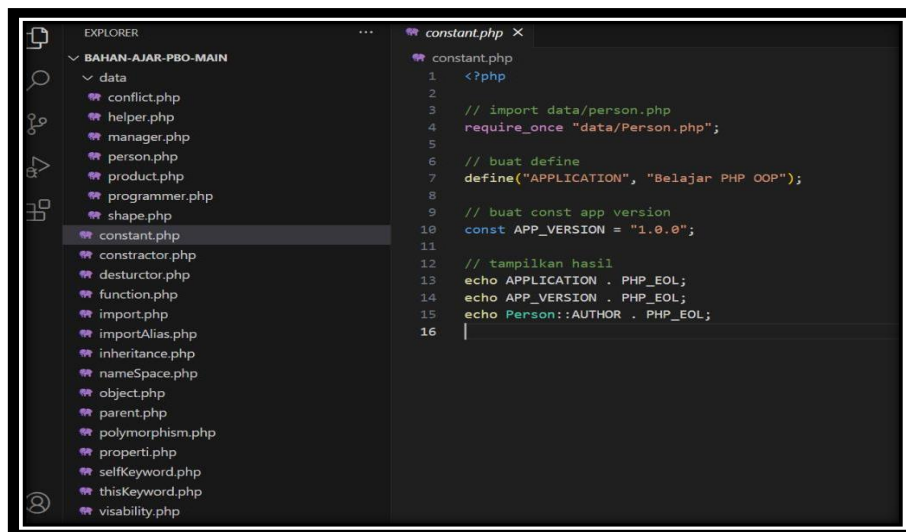 EXPLORER
...
BAHAN-AJAR-PBO-MAIN
data
conflict.php
helper.php
manager.php
person.php
product.php
programmer.php
shape.php
constant.php
constractor.php
desturctor.php
function.php
import.php
importAlias.php
inheritance.php
nameSpace.php
object.php
parent.php
polymorphism.php
properti.php
selfKeyword.php
thisKeyword.php
visability.php
constant.php
constant.php
1 <?php
2
3 // import data/person.php
4 require_once "data/Person.php";
5
6 // buat define
7 define("APPLICATION", "Belajar PHP OOP");
8
9 // buat const app version
10 const APP_VERSION = "1.0.0";
11
12 // tampilkan hasil
13 echo APPLICATION . PHP_EOL;
14 echo APP_VERSION . PHP_EOL;
15 echo Person::AUTHOR . PHP_EOL;
16